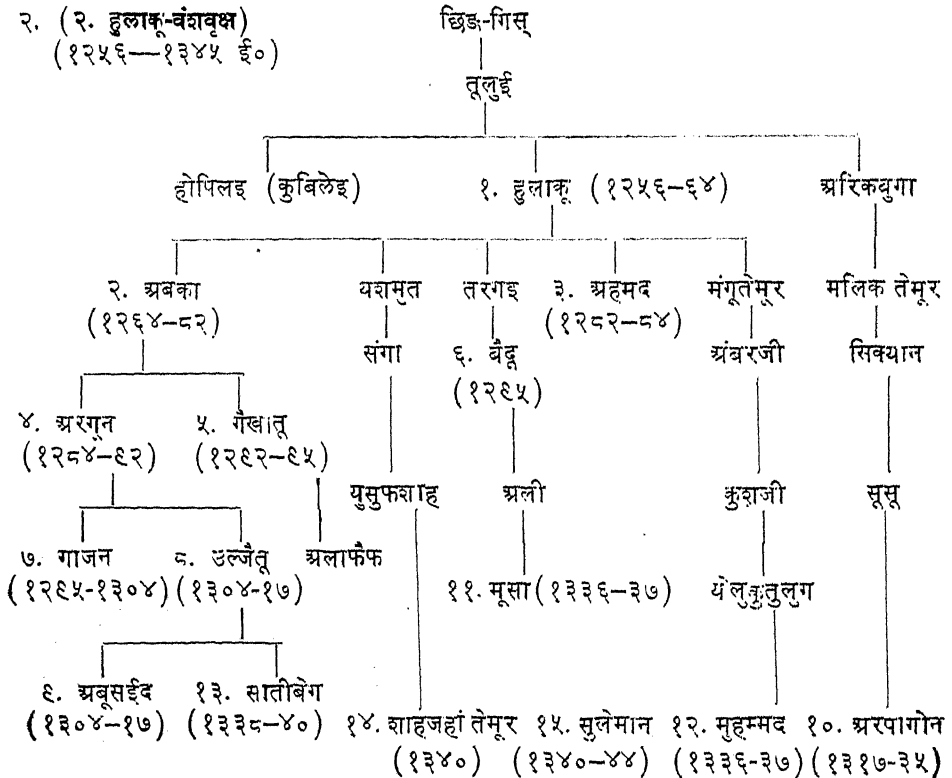 २. (२. हुलाकू-वंशवृक्ष)
(१२५६—१३४५ ई०)
छिङ-गिस्
तूलुई
होपिलइ (कुबिलेइ) १. हुलाकू (१२५६–६४) अरिकबुगा
२. अबका यशमुत तरगइ ३. अहमद मंगूतेमूर मलिक तेमूर
(१२६४–८२) (१२८२–८४)
संगा ६. बैदू अंबरजी सिक्थान
(१२९५)
४. अरगून ५. गैखातू
(१२८४–९२) (१२९२–९५)
युसुफशाह अली कुशजी सूसू
७. गाजन ८. उल्जैतू अलाफैफ
(१२९५-१३०४) (१३०४-१७) ११. मूसा (१३३६–३७) येलुकुतुलुग
९. अबूसईद १३. सातीबेग
(१३०४–१७) (१३३८–४०) १४. शाहजहां तेमूर १५. सुलेमान १२. मुहम्मद १०. अरपागोन
(१३४०) (१३४०–४४) (१३३६-३७) (१३१७-३५)